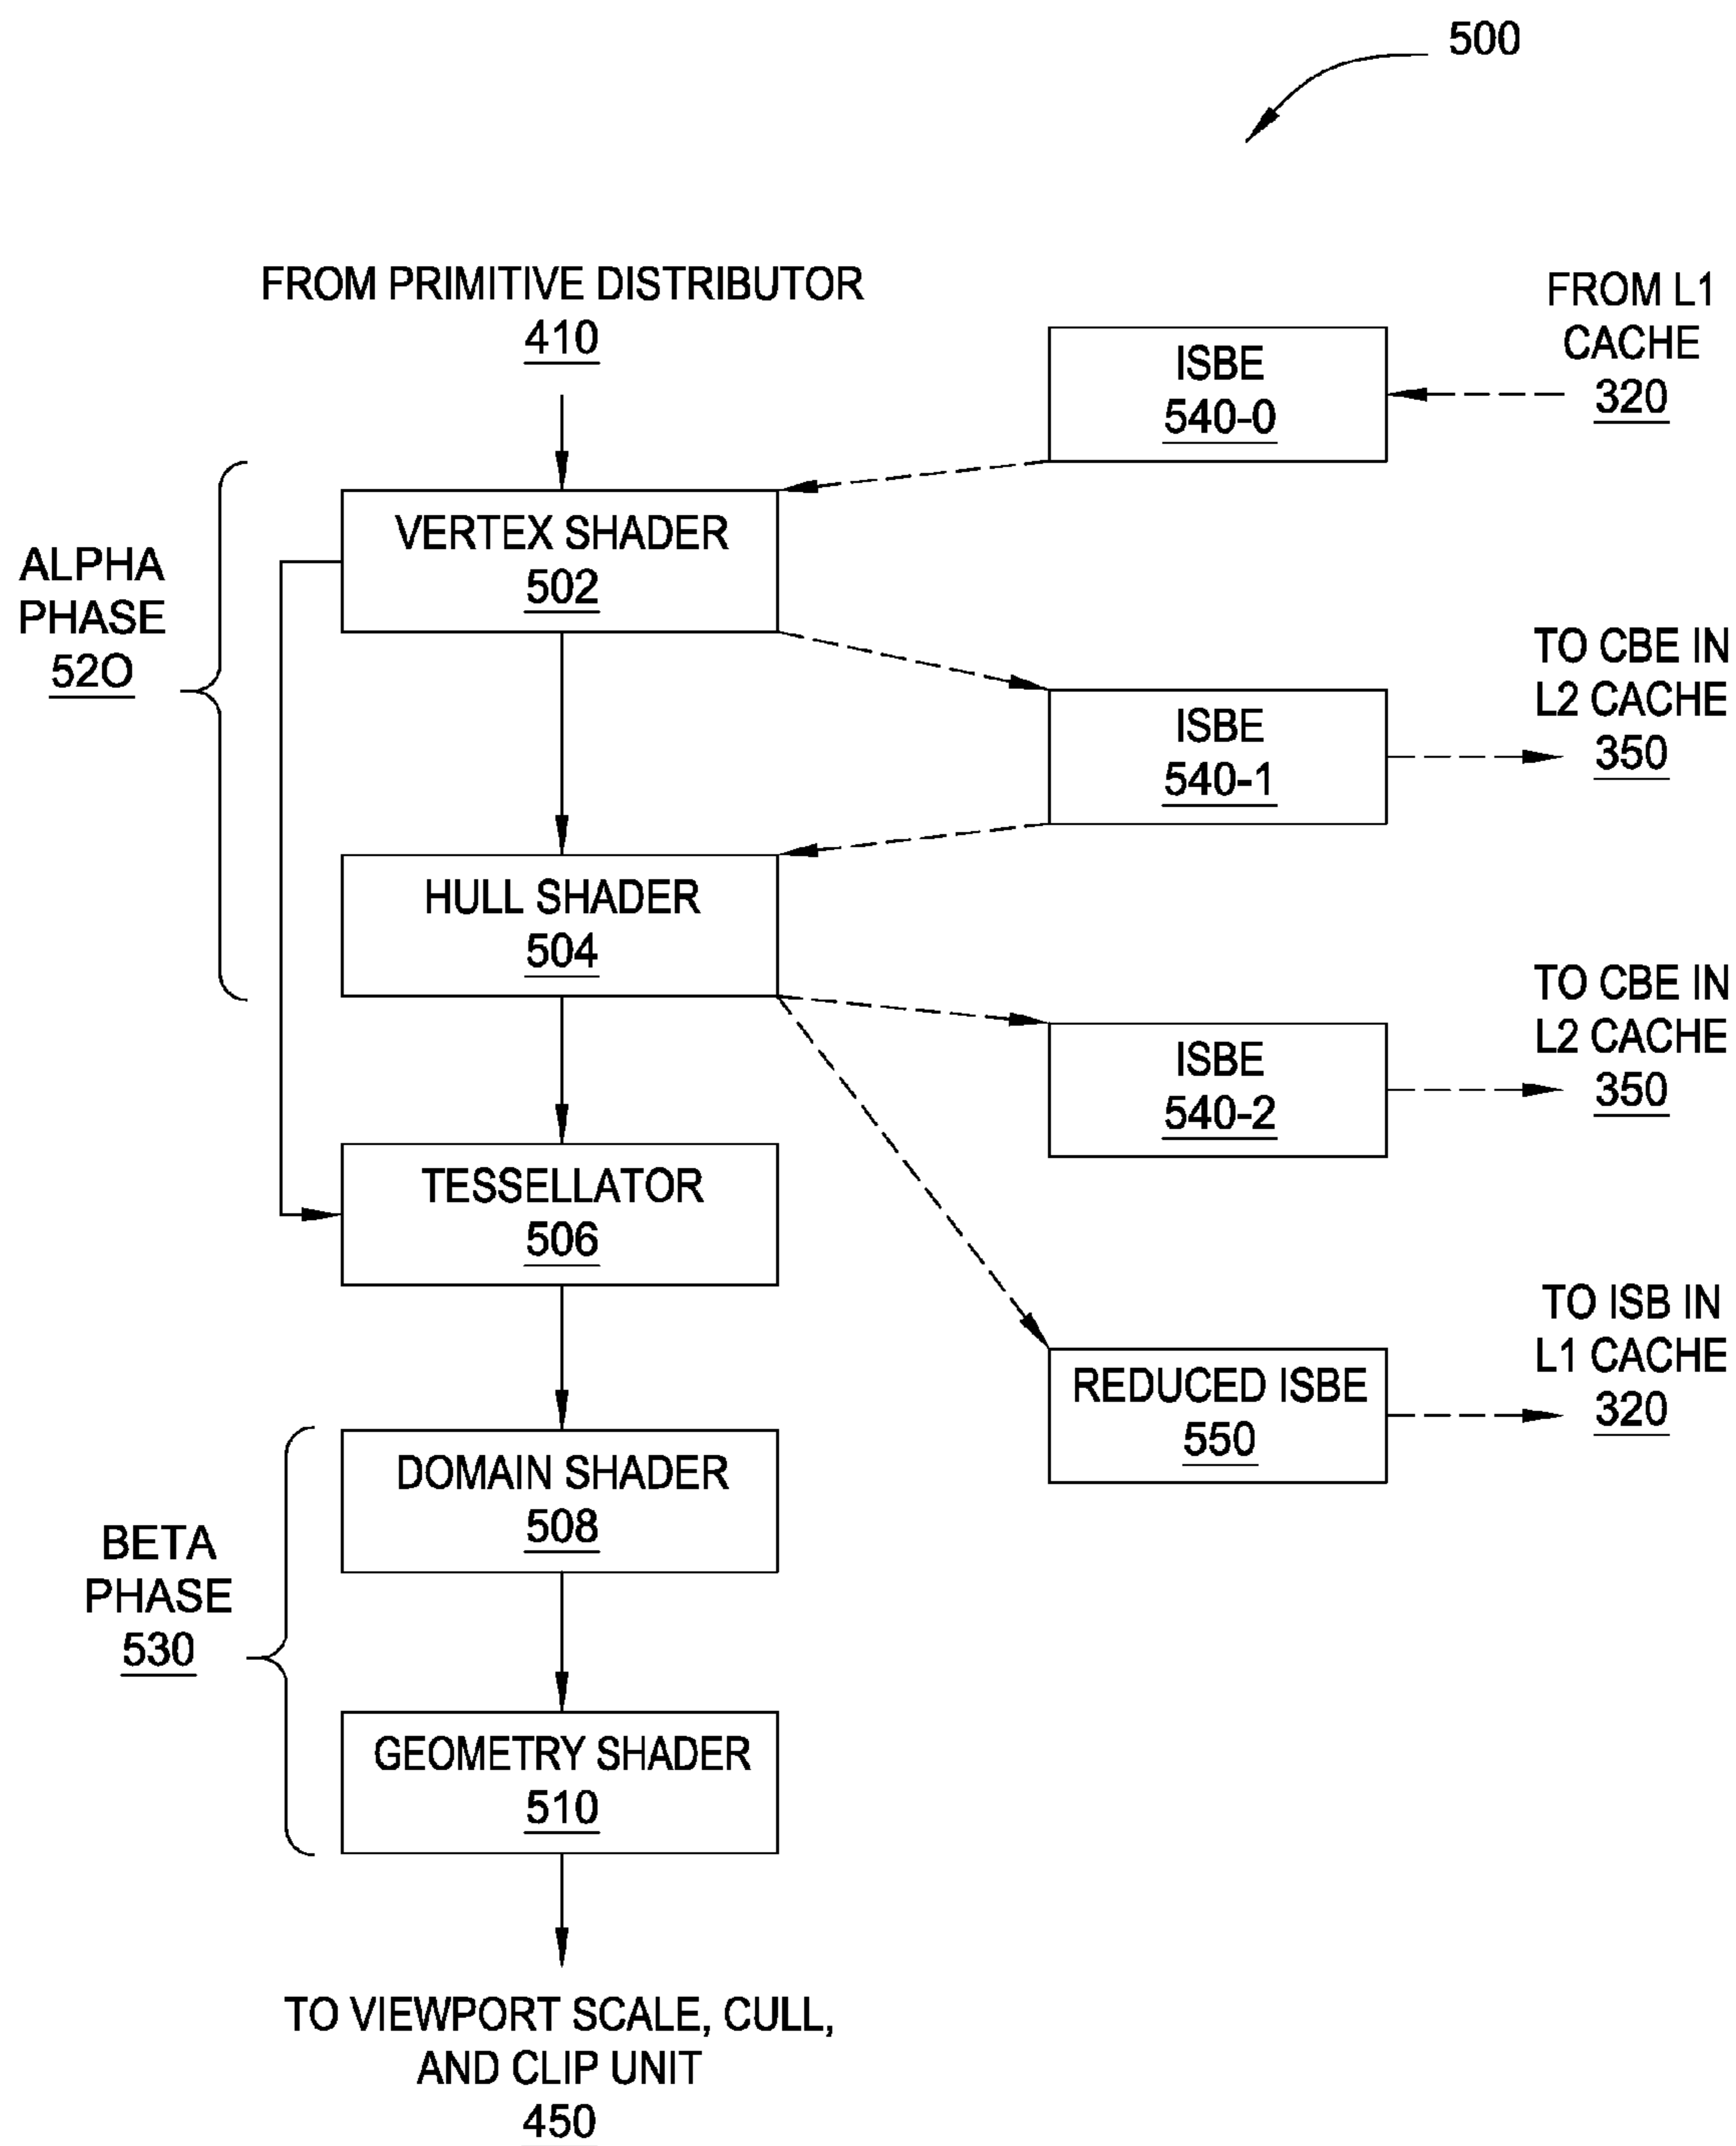 500
FROM PRIMITIVE DISTRIBUTOR
410
FROM L1
CACHE
320
ISBE
540-0
VERTEX SHADER
502
ALPHA
PHASE
52O
TO CBE IN
L2 CACHE
350
ISBE
540-1
HULL SHADER
504
TO CBE IN
L2 CACHE
350
ISBE
540-2
TESSELLATOR
506
TO ISB IN
L1 CACHE
320
REDUCED ISBE
550
DOMAIN SHADER
508
BETA
PHASE
530
GEOMETRY SHADER
510
TO VIEWPORT SCALE, CULL,
AND CLIP UNIT
450